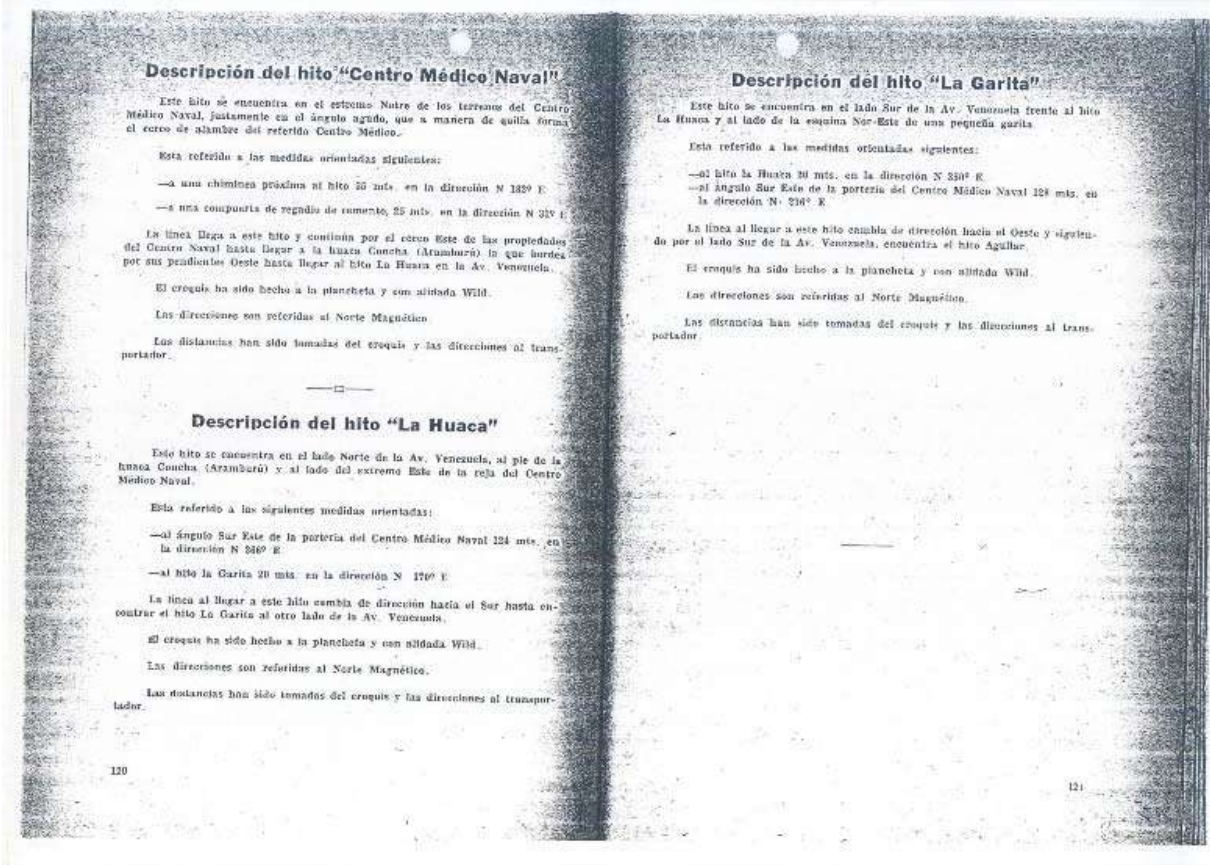 Descripción del hito "Centro Médico Naval"
Este hito se encuentra en el estremo Notre de los terrenos del Centro
Médico Naval, justamente en el ángulo agudo, que a manera de quilla forma
el cerco de alambre del referido Centro Médico.
Esta referido a las medidas orientadas siguientes:
—a una chiminea próxima al hito mts. en la dirección N 182º E
—a una compuerta de regadío de cemento, 25 mts. en la dirección N E
La línea llega a este hito y continúa por el cerco Este de las propiedades
del Centro Naval hasta llegar a la huaca Concha (Aramburú) la que bordea
por sus pendientes Oeste hasta llegar al hito La Huaca en la Av. Venezuela.
El croquis ha sido hecho a la plancheta y con alidada Wild.
Las direcciones son referidas al Norte Magnético
Las distancias han sido tomadas del croquis y las direcciones al trans-
portador.
Descripción del hito "La Huaca"
Este hito se encuentra en el lado Norte de la Av. Venezuela, al pie de la
huaca Concha (Aramburú) y al lado del extremo Este de la reja del Centro
Médico Naval.
Esta referido a las siguientes medidas orientadas:
—al ángulo Sur Este de la portería del Centro Médico Naval 124 mts. en
la dirección N E
—al hito la Garita 20 mts. en la dirección N 170º E
La línea al llegar a este hito cambia de dirección hacia el Sur hasta en-
contrar el hito La Garita al otro lado de la Av. Venezuela.
El croquis ha sido hecho a la plancheta y con alidada Wild.
Las direcciones son referidas al Norte Magnético.
Las distancias han sido tomadas del croquis y las direcciones al transpor-
tador.
120
Descripción del hito "La Garita"
Este hito se encuentra en el lado Sur de la Av. Venezuela frente al hito
La Huaca y al lado de la esquina Nor-Este de una pequeña garita.
Esta referido a las medidas orientadas siguientes:
—al hito la Huaca 20 mts. en la dirección N 350º E
—al ángulo Sur Este de la portería del Centro Médico Naval 128 mts. en
la dirección N- E
La línea al llegar a este hito cambia de dirección hacia el Oeste y siguien-
do por el lado Sur de la Av. Venezuela, encuentra el hito Aguilar.
El croquis ha sido hecho a la plancheta y con alidada Wild.
Las direcciones son referidas al Norte Magnético.
Las distancias han sido tomadas del croquis y las direcciones al trans-
portador.
121